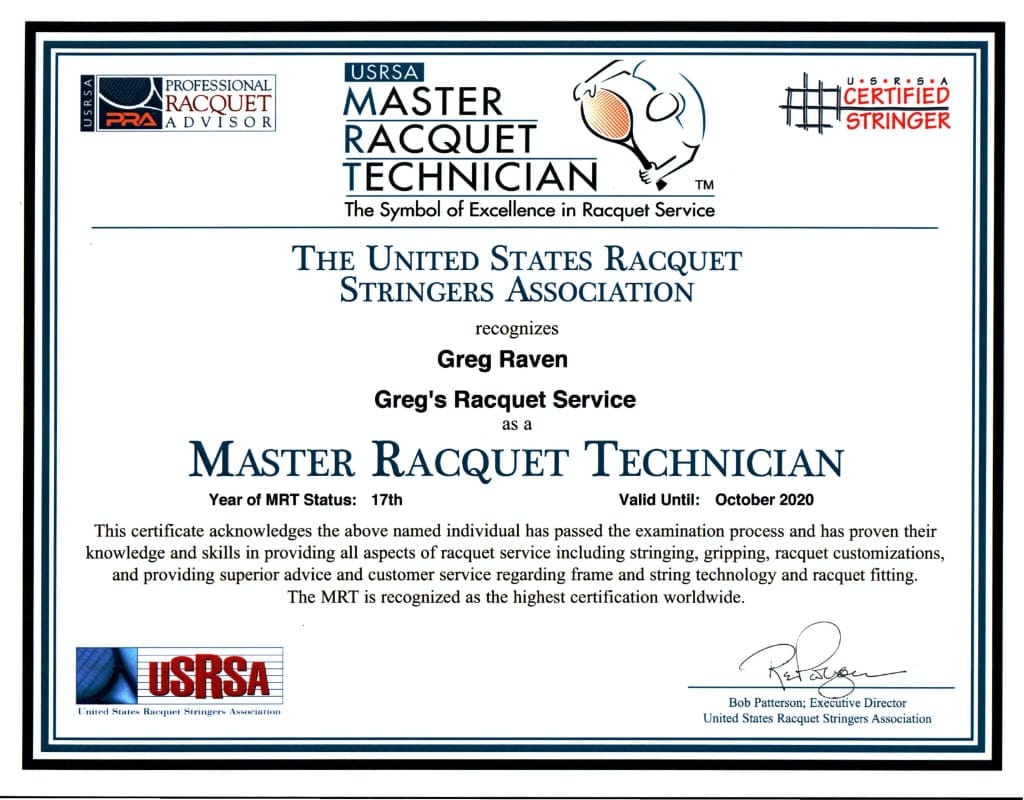 USRSA
PRA
PROFESSIONAL
RACQUET
ADVISOR
USRSA
MASTER
RACQUET
TECHNICIAN
TM
The Symbol of Excellence in Racquet Service
U•S•R•S•A
CERTIFIED
STRINGER
THE UNITED STATES RACQUET
STRINGERS ASSOCIATION
recognizes
Greg Raven
Greg's Racquet Service
as a
MASTER RACQUET TECHNICIAN
Year of MRT Status: 17th Valid Until: October 2020
This certificate acknowledges the above named individual has passed the examination process and has proven their
knowledge and skills in providing all aspects of racquet service including stringing, gripping, racquet customizations,
and providing superior advice and customer service regarding frame and string technology and racquet fitting.
The MRT is recognized as the highest certification worldwide.
USRSA
United States Racquet Stringers Association
Bob Patterson; Executive Director
United States Racquet Stringers Association